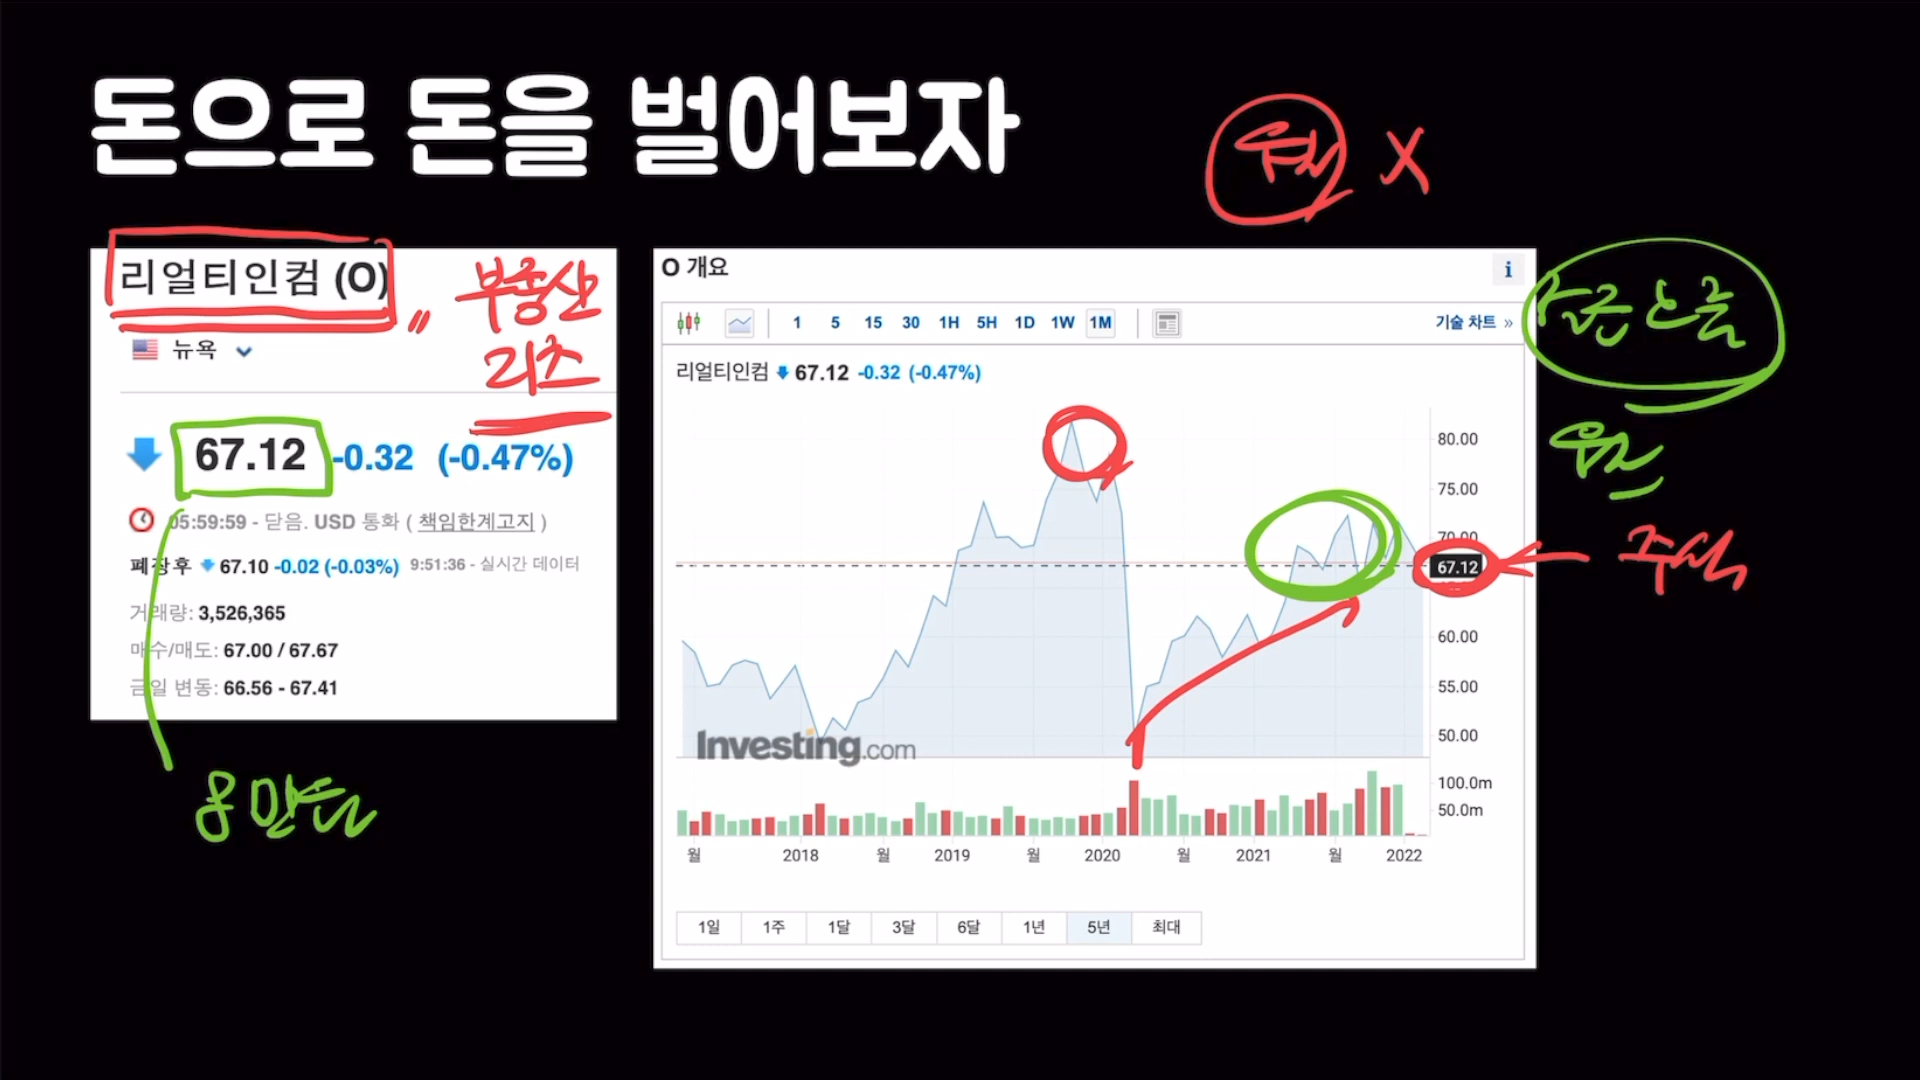 돈으로 돈을 벌어보자
X
리얼티인컴 (O)
부동산
리츠
뉴욕
67.12 -0.32 (-0.47%)
05:59:59 - 닫음. USD 통화 ( 책임한계고지 )
폐장후 67.10 -0.02 (-0.03%) 9:51:36 - 실시간 데이터
거래량: 3,526,365
매수/매도: 67.00 / 67.67
금일 변동: 66.56 - 67.41
8만원
O 개요
i
1 5 15 30 1H 5H 1D 1W 1M
기술 차트 »
리얼티인컴 67.12 -0.32 (-0.47%)
80.00
75.00
70.00
67.12
주식
60.00
55.00
50.00
Investing.com
100.0m
50.0m
월 2018 월 2019 월 2020 월 2021 월 2022
1일 1주 1달 3달 6달 1년 5년 최대